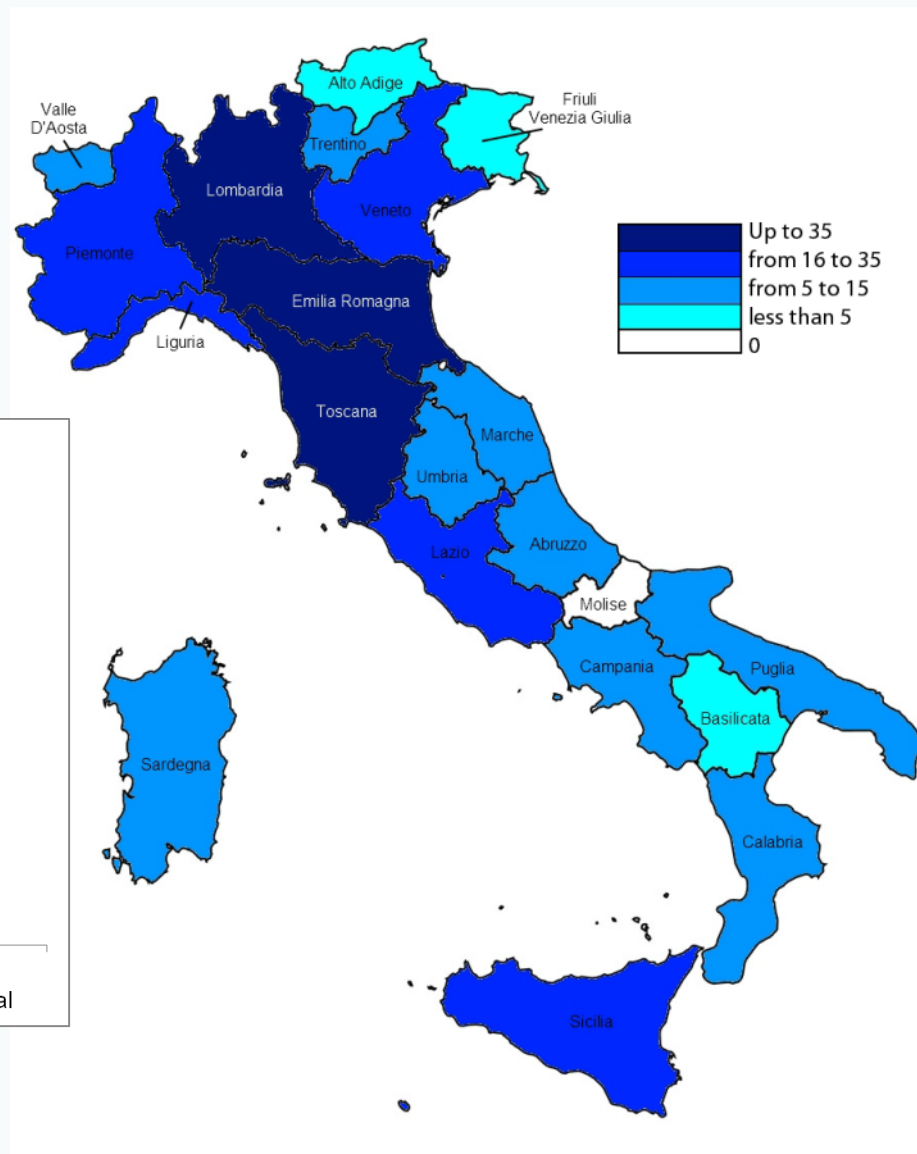 Alto Adige
Valle
D'Aosta
Friuli
Venezia Giulia
Trentino
Lombardia
Veneto
Piemonte
Up to 35
from 16 to 35
from 5 to 15
less than 5
0
Emilia Romagna
Liguria
Toscana
Marche
Umbria
Lazio
Abruzzo
Molise
Campania
Puglia
Basilicata
Sardegna
Calabria
al
Sicilia